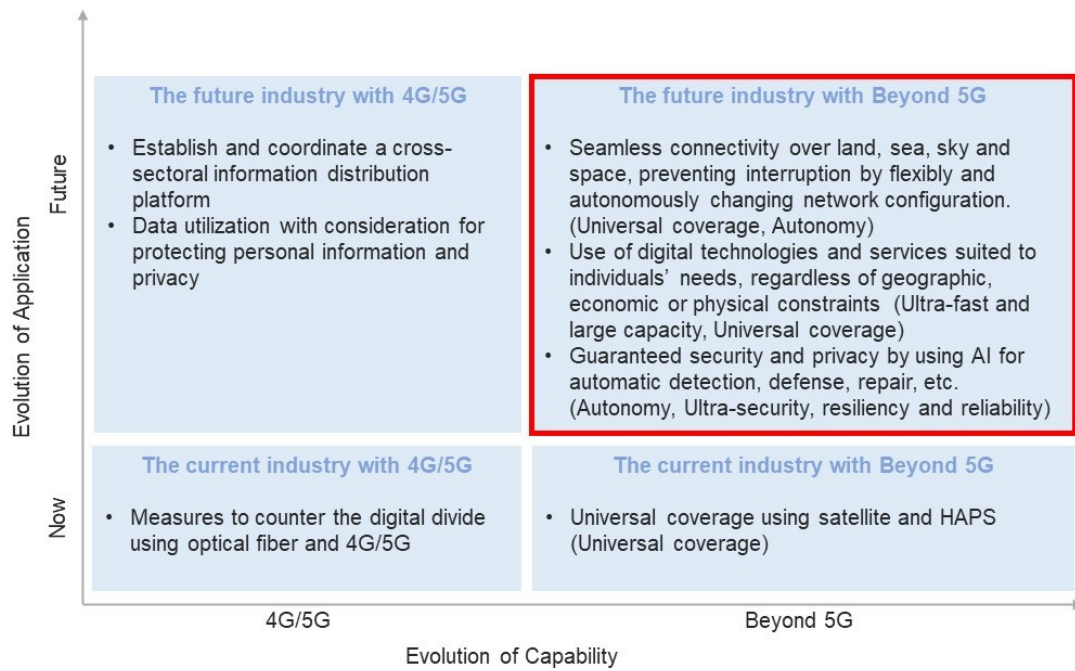 The future industry with 4G/5G
• Establish and coordinate a cross-
sectoral information distribution
platform
• Data utilization with consideration for
protecting personal information and
privacy
The future industry with Beyond 5G
• Seamless connectivity over land, sea, sky and
space, preventing interruption by flexibly and
autonomously changing network configuration.
(Universal coverage, Autonomy)
• Use of digital technologies and services suited to
individuals’ needs, regardless of geographic,
economic or physical constraints (Ultra-fast and
large capacity, Universal coverage)
• Guaranteed security and privacy by using AI for
automatic detection, defense, repair, etc.
(Autonomy, Ultra-security, resiliency and reliability)
The current industry with 4G/5G
• Measures to counter the digital divide
using optical fiber and 4G/5G
The current industry with Beyond 5G
• Universal coverage using satellite and HAPS
(Universal coverage)
Evolution of Application
Future
Now
4G/5G
Beyond 5G
Evolution of Capability